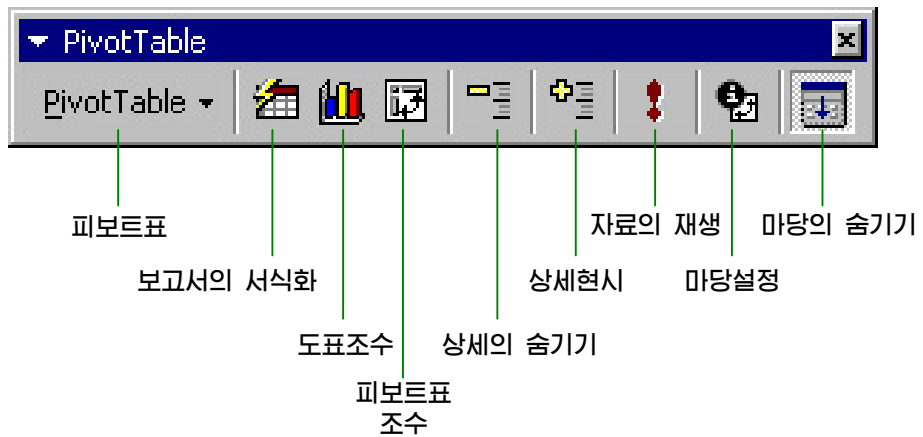 PivotTable
PivotTable
피보트표
자료의 재생
마당의 숨기기
보고서의 서식화
상세현시
마당설정
도표조수
상세의 숨기기
피보트표
조수